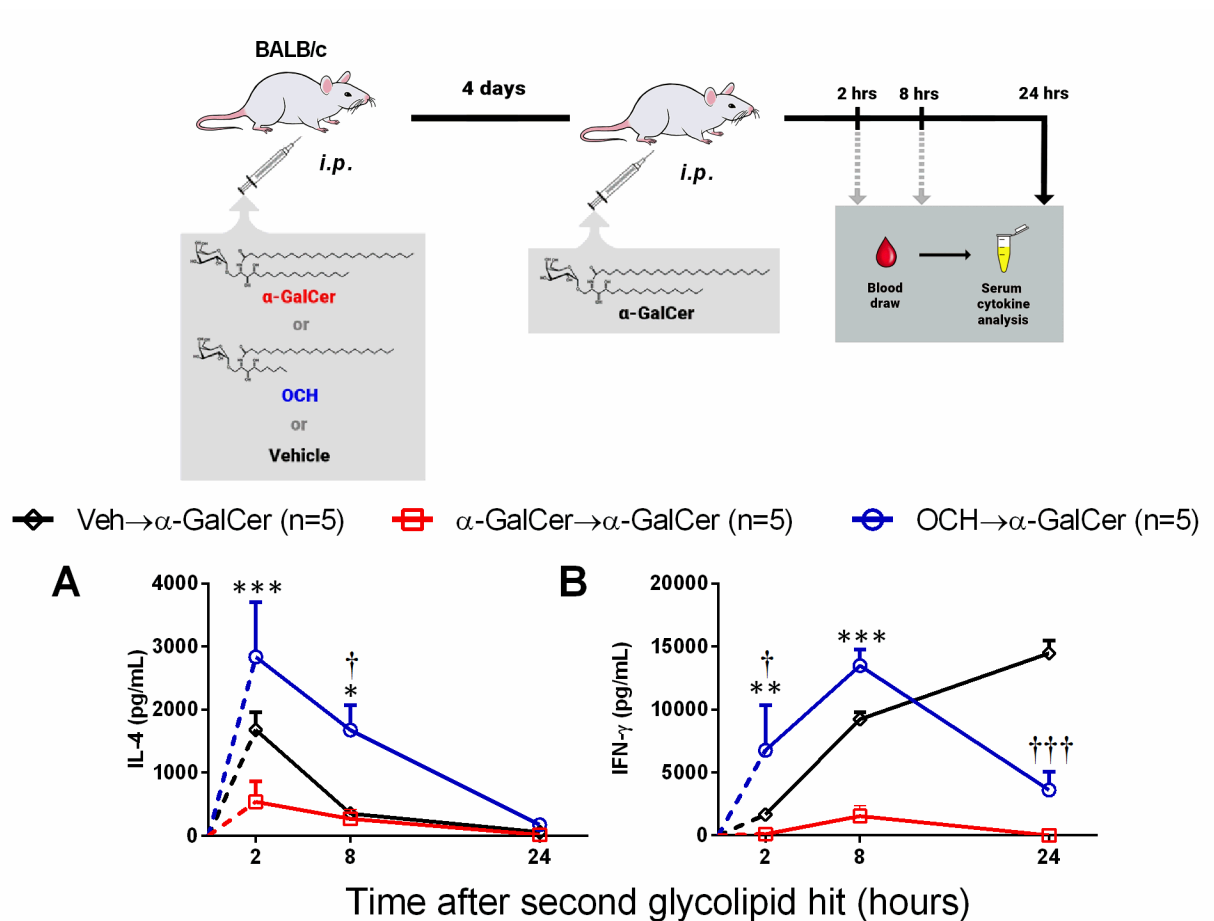 BALB/c
4 days
2 hrs 8 hrs 24 hrs
i.p.
i.p.
α-GalCer
or
OCH
or
Vehicle
α-GalCer
Blood
draw
Serum
cytokine
analysis
Veh→α-GalCer (n=5) α-GalCer→α-GalCer (n=5) OCH→α-GalCer (n=5)
A
IL-4 (pg/mL)
4000
3000
2000
1000
0
***
†
*
2 8 24
B
IFN-γ (pg/mL)
20000
15000
10000
5000
0
†
**
***
†††
2 8 24
Time after second glycolipid hit (hours)